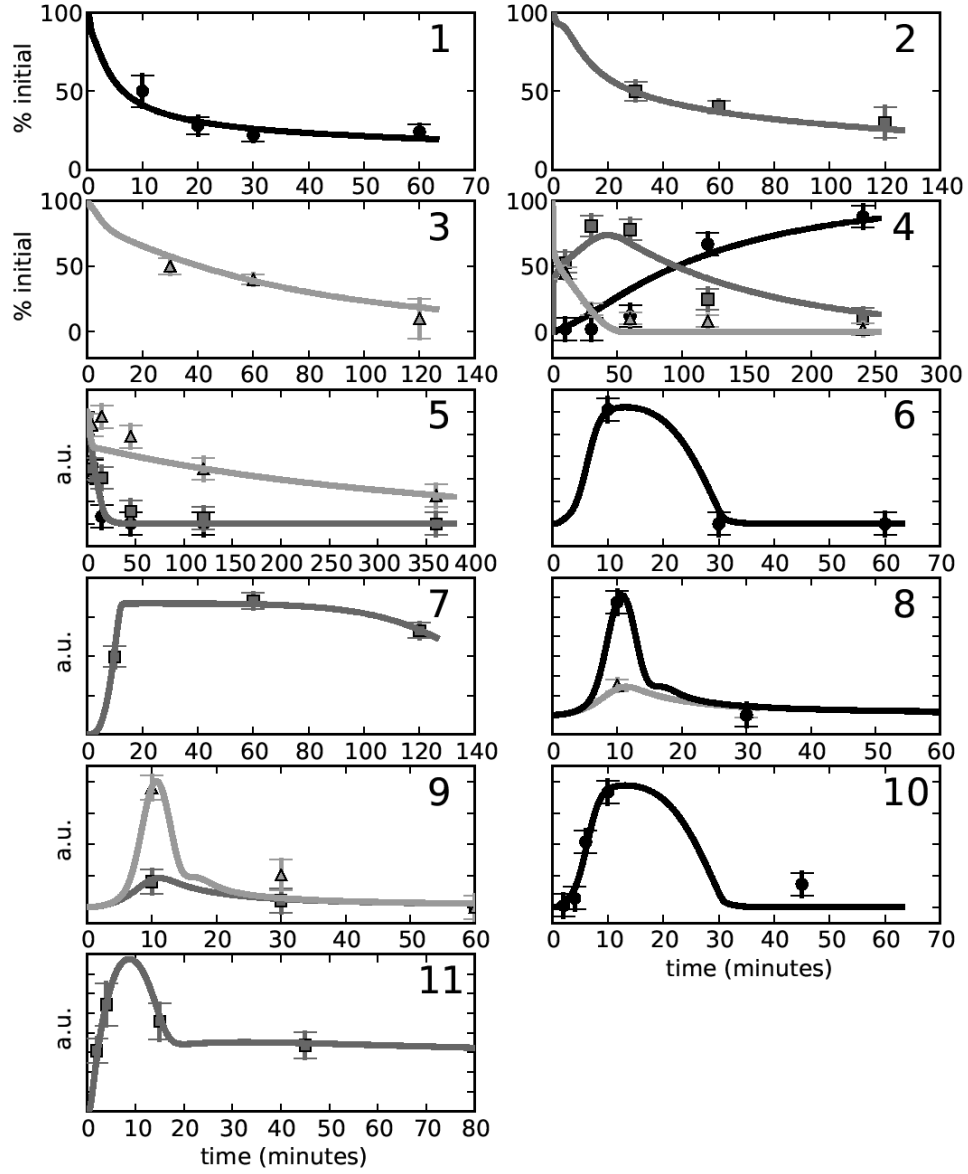 100 50 0 % initial 1 0 10 20 30 40 50 60 70
100 50 0 2 0 20 40 60 80 100 120 140
100 50 0 % initial 3 0 20 40 60 80 100 120 140
100 50 0 4 0 50 100 150 200 250 300
a.u. 5 0 50 100 150 200 250 300 350 400
6 0 10 20 30 40 50 60 70
a.u. 7 0 20 40 60 80 100 120 140
8 0 10 20 30 40 50 60
a.u. 9 0 10 20 30 40 50 60
10 0 10 20 30 40 50 60 70
time (minutes)
a.u. 11 0 10 20 30 40 50 60 70 80
time (minutes)